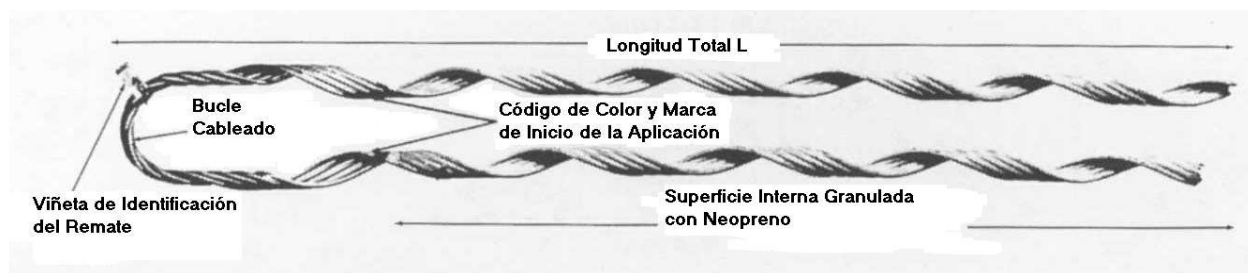 Longitud Total L
Bucle
Cableado
Código de Color y Marca
de Inicio de la Aplicación
Viñeta de Identificación
del Remate
Superficie Interna Granulada
con Neopreno